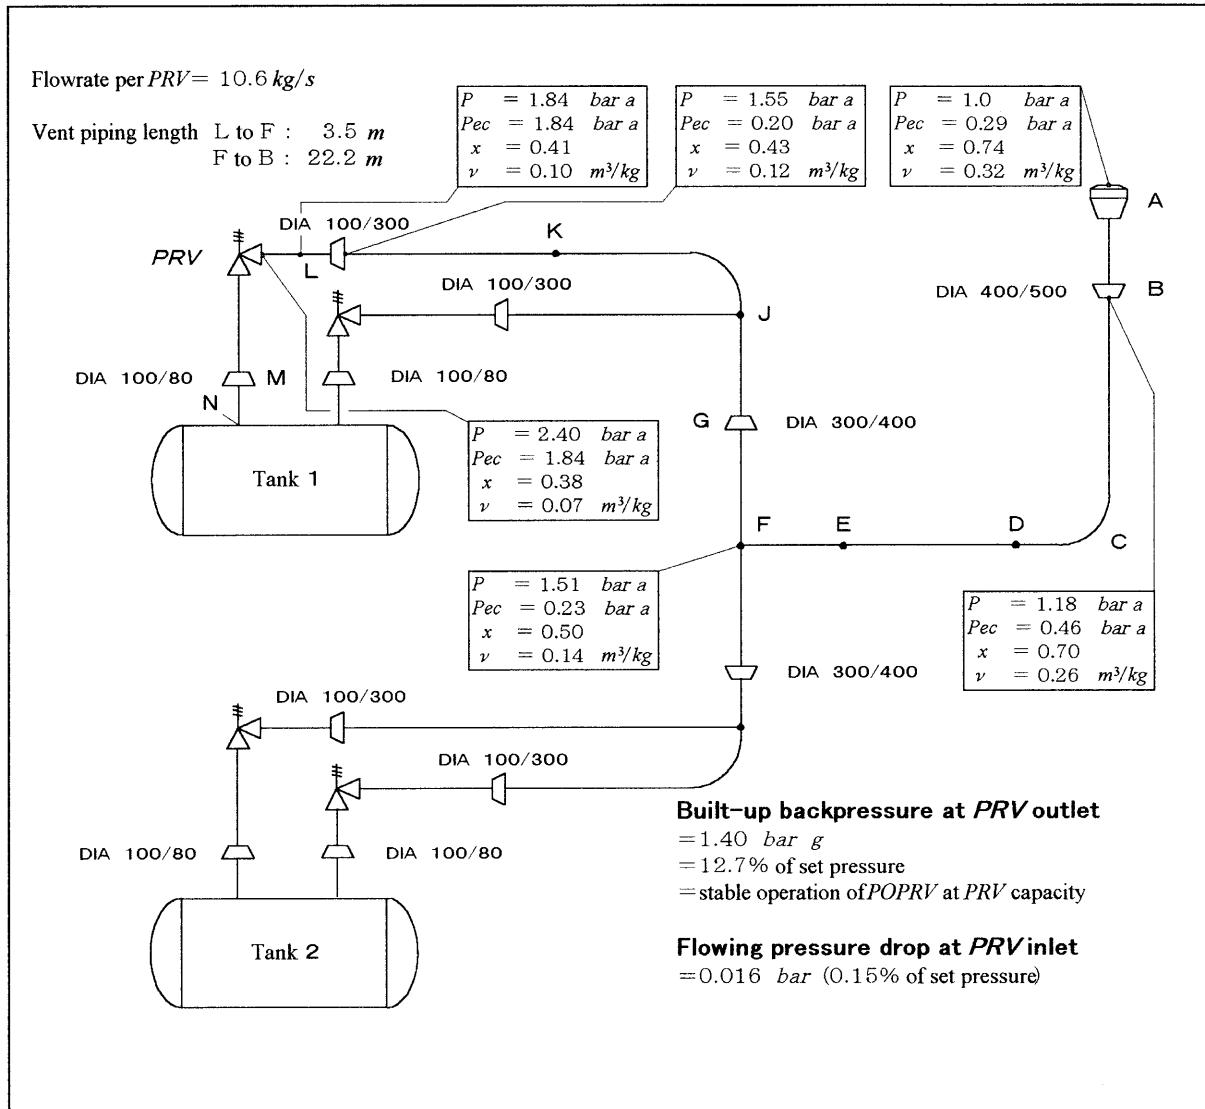 Flowrate per PRV= 10.6 kg/s
Vent piping length L to F : 3.5 m
F to B : 22.2 m
P = 1.84 bar a
Pec = 1.84 bar a
x = 0.41
ν = 0.10 m³/kg
P = 1.55 bar a
Pec = 0.20 bar a
x = 0.43
ν = 0.12 m³/kg
P = 1.0 bar a
Pec = 0.29 bar a
x = 0.74
ν = 0.32 m³/kg
A
DIA 100/300
K
PRV
L
DIA 100/300
DIA 400/500
B
J
DIA 100/80
M
DIA 100/80
N
G
DIA 300/400
Tank 1
P = 2.40 bar a
Pec = 1.84 bar a
x = 0.38
ν = 0.07 m³/kg
F
E
D
C
P = 1.51 bar a
Pec = 0.23 bar a
x = 0.50
ν = 0.14 m³/kg
P = 1.18 bar a
Pec = 0.46 bar a
x = 0.70
ν = 0.26 m³/kg
DIA 300/400
DIA 100/300
DIA 100/300
DIA 100/80
DIA 100/80
Tank 2
Built-up backpressure at PRV outlet
=1.40 bar g
=12.7% of set pressure
=stable operation of POPRV at PRV capacity
Flowing pressure drop at PRV inlet
=0.016 bar (0.15% of set pressure)